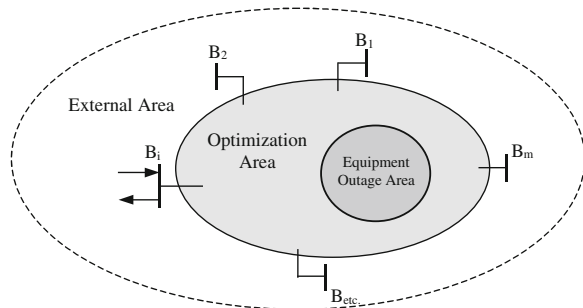 B1
B2
External Area
Optimization
Area
Bi
Equipment
Outage Area
Bm
Betc.